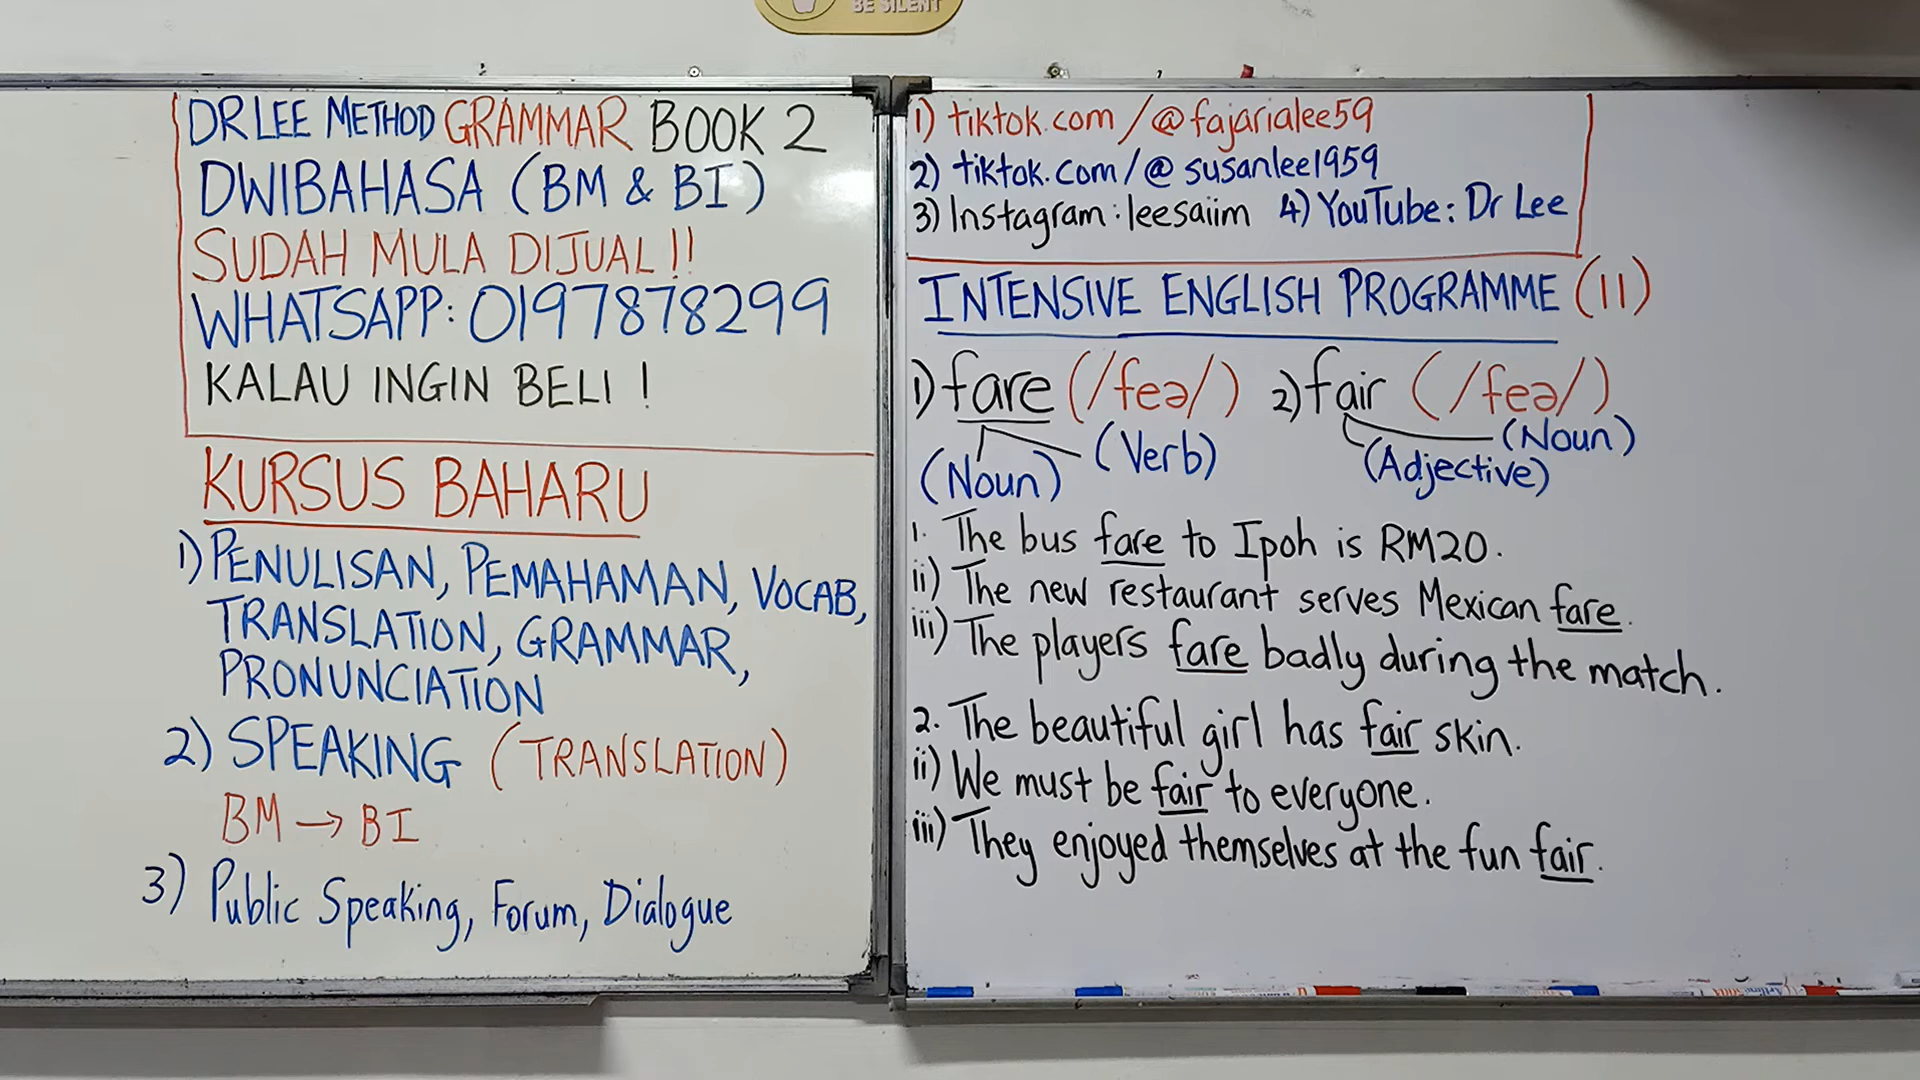 BE SILENT
DR LEE METHOD GRAMMAR BOOK 2
DWIBAHASA (BM & BI)
SUDAH MULA DIJUAL!!
WHATSAPP: 0197878299
KALAU INGIN BELI!
KURSUS BAHARU
1) PENULISAN, PEMAHAMAN, VOCAB,
TRANSLATION, GRAMMAR,
PRONUNCIATION
2) SPEAKING (TRANSLATION)
BM → BI
3) Public Speaking, Forum, Dialogue
1) tiktok.com/@fajarialee59
2) tiktok.com/@susanlee1959
3) Instagram: leesaiim 4) YouTube: Dr Lee
INTENSIVE ENGLISH PROGRAMME (11)
1) fare (/feə/) 2) fair (/feə/)
(Noun) (Verb) (Adjective) (Noun)
1. The bus fare to Ipoh is RM20.
ii) The new restaurant serves Mexican fare.
iii) The players fare badly during the match.
2. The beautiful girl has fair skin.
ii) We must be fair to everyone.
iii) They enjoyed themselves at the fun fair.